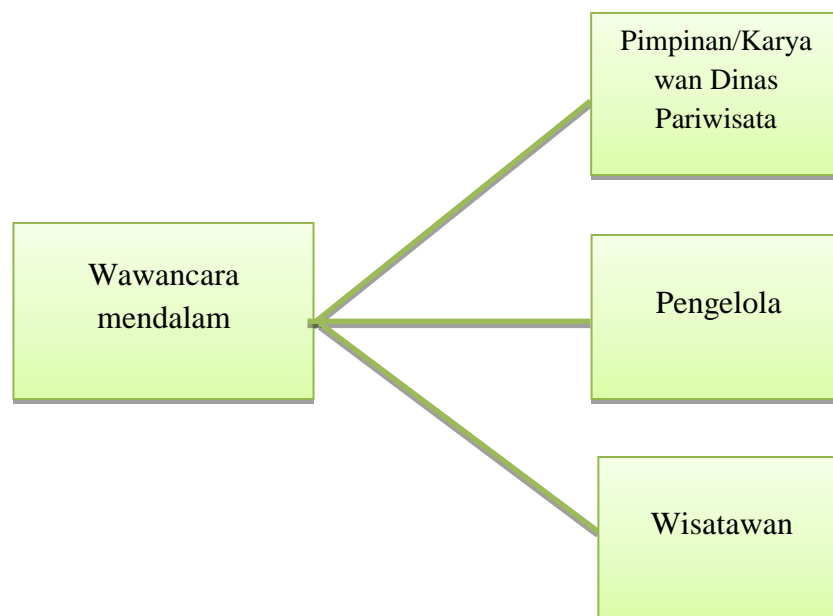 Pimpinan/Karya
wan Dinas
Pariwisata
Wawancara
mendalam
Pengelola
Wisatawan